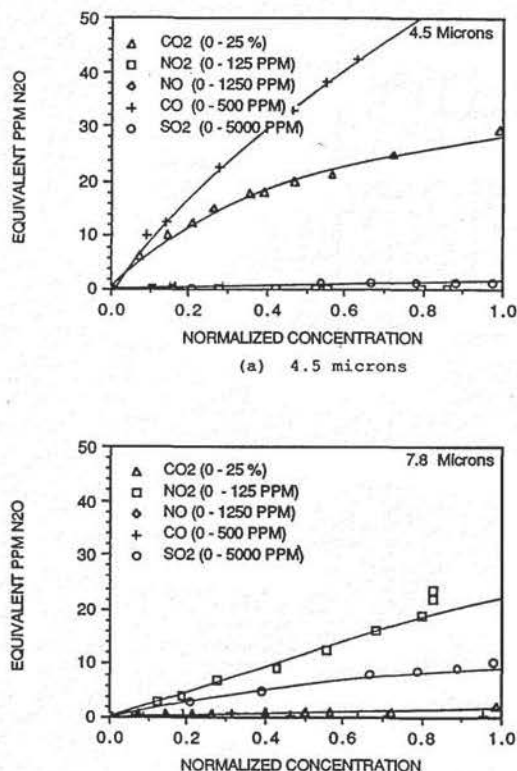 50
4.5 Microns
CO2 (0 - 25 %)
NO2 (0 - 125 PPM)
40
NO (0 - 1250 PPM)
CO (0 - 500 PPM)
30
SO2 (0 - 5000 PPM)
EQUIVALENT PPM N2O
20
10
0
0.0 0.2 0.4 0.6 0.8 1.0
NORMALIZED CONCENTRATION
(a) 4.5 microns
50
7.8 Microns
CO2 (0 - 25 %)
NO2 (0 - 125 PPM)
40
NO (0 - 1250 PPM)
CO (0 - 500 PPM)
30
SO2 (0 - 5000 PPM)
EQUIVALENT PPM N2O
20
10
0
0.0 0.2 0.4 0.6 0.8 1.0
NORMALIZED CONCENTRATION